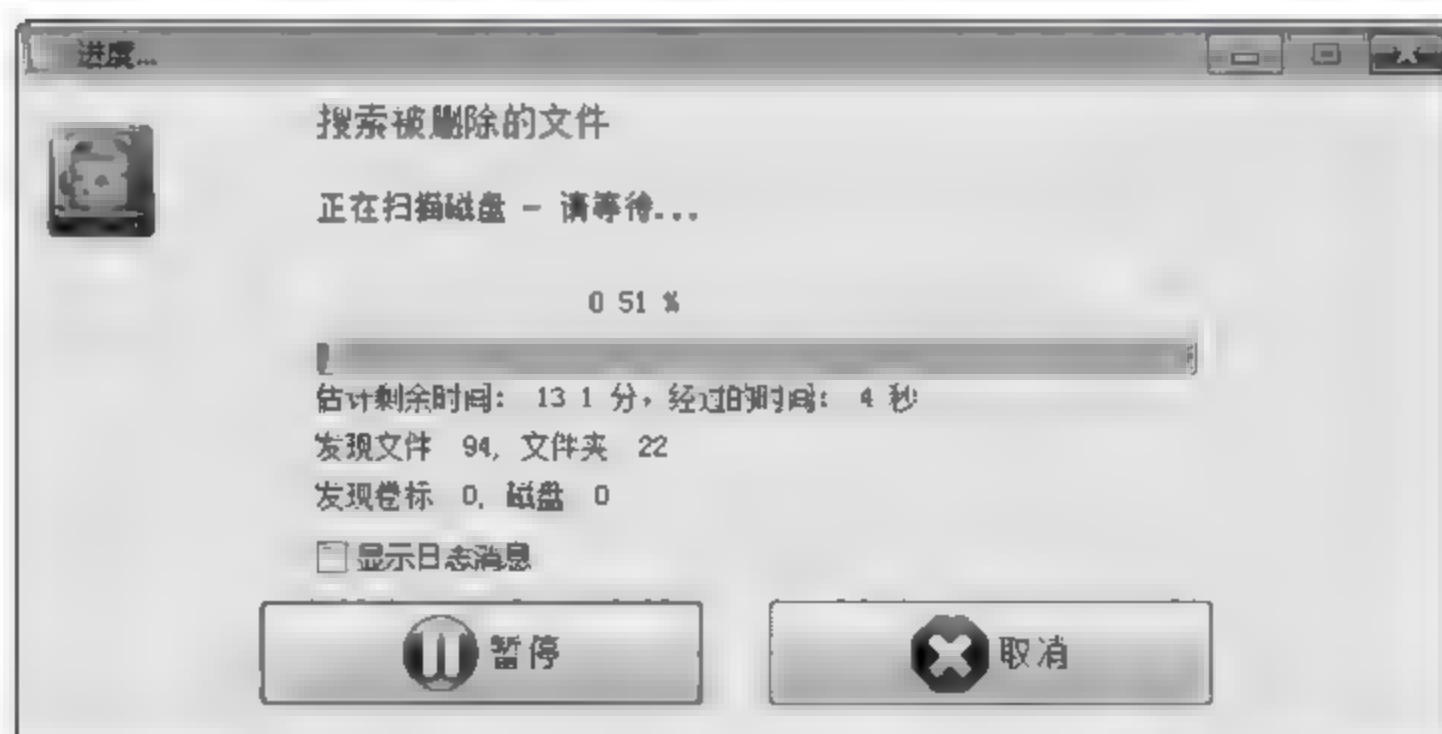 进度...
搜索被删除的文件
正在扫描磁盘 - 请等待...
0 51 %
估计剩余时间: 13 1 分, 经过的时间: 4 秒
发现文件 94, 文件夹 22
发现卷标 0, 磁盘 0
显示日志消息
暂停 取消